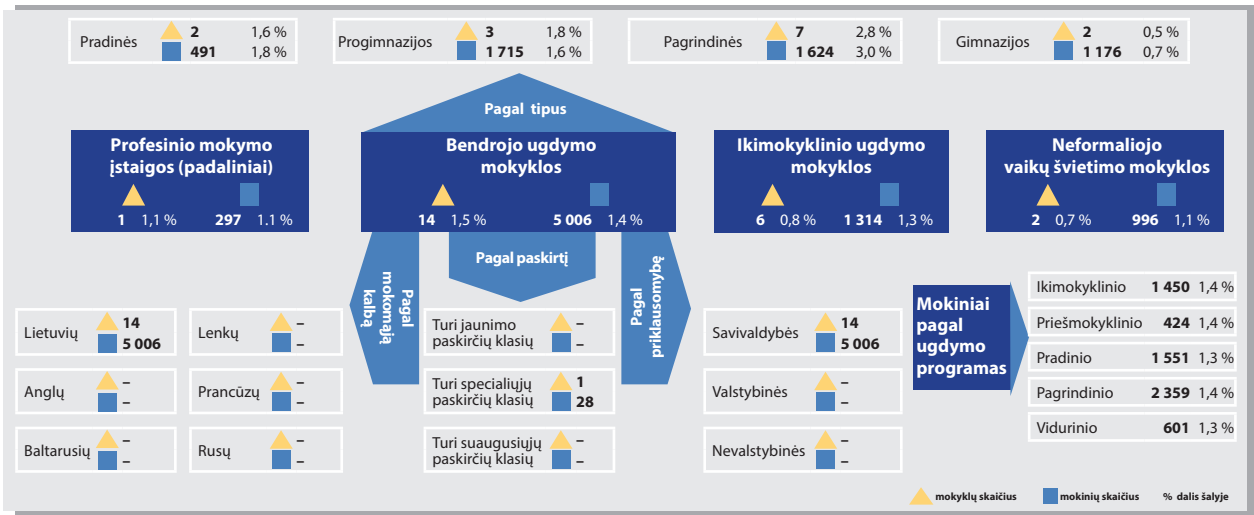 Pradinės
2 1,6 %
491 1,8 %
Progimnazijos
3 1,8 %
1 715 1,6 %
Pagrindinės
7 2,8 %
1 624 3,0 %
Gimnazijos
2 0,5 %
1 176 0,7 %
Pagal tipus
Profesinio mokymo
įstaigos (padaliniai)
1 1,1 % 297 1.1 %
Bendrojo ugdymo
mokyklos
14 1,5 % 5 006 1,4 %
Ikimokyklinio ugdymo
mokyklos
6 0,8 % 1 314 1,3 %
Neformaliojo
vaikų švietimo mokyklos
2 0,7 % 996 1,1 %
Pagal
mokomąją
kalbą
Pagal paskirtį
Pagal
priklausomybę
Lietuvių
14
5 006
Lenkų
–
–
Anglų
–
–
Prancūzų
–
–
Baltarusių
–
–
Rusų
–
–
Turi jaunimo
paskirčių klasių
–
–
Turi specialiųjų
paskirčių klasių
1
28
Turi suaugusiųjų
paskirčių klasių
–
–
Savivaldybės
14
5 006
Valstybinės
–
–
Nevalstybinės
–
–
Mokiniai
pagal
ugdymo
programas
Ikimokyklinio 1 450 1,4 %
Priešmokyklinio 424 1,4 %
Pradinio 1 551 1,3 %
Pagrindinio 2 359 1,4 %
Vidurinio 601 1,3 %
mokyklų skaičius mokinių skaičius % dalis šalyje